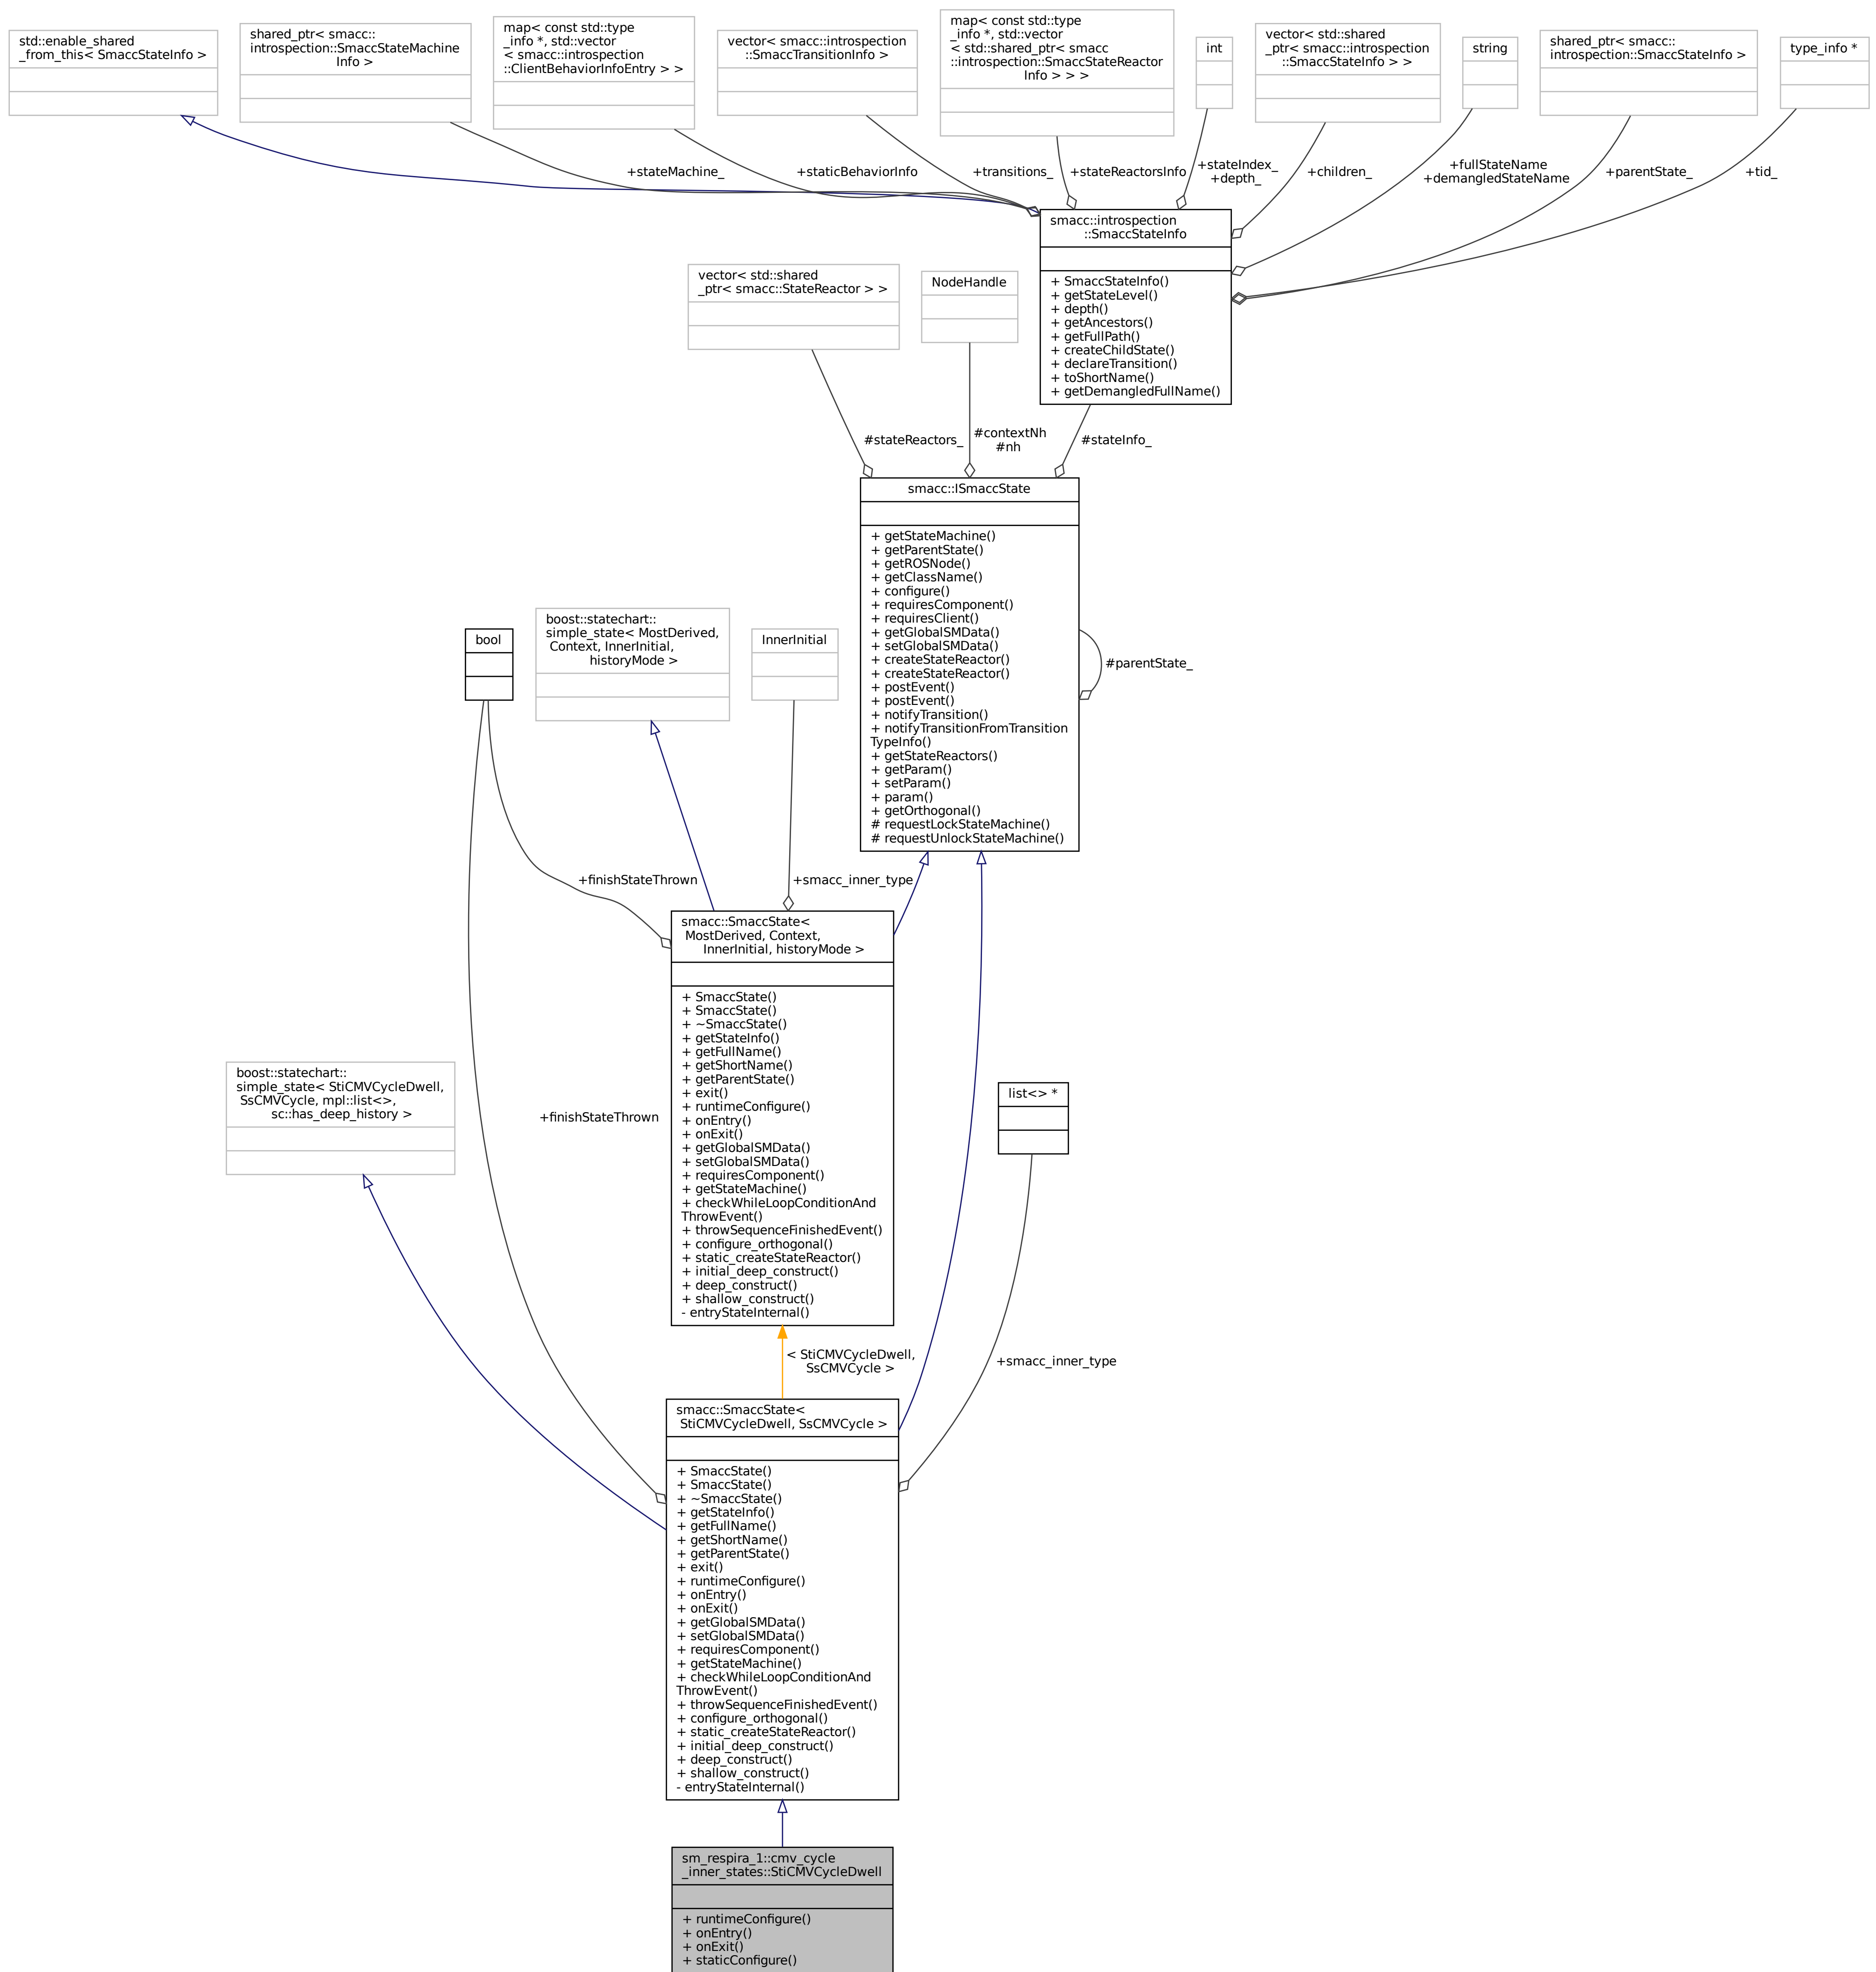 std::enable_shared
_from_this< SmaccStateInfo >
shared_ptr< smacc::
introspection::SmaccStateMachine
Info >
map< const std::type
_info *, std::vector
< smacc::introspection
::ClientBehaviorInfoEntry > >
vector< smacc::introspection
::SmaccTransitionInfo >
map< const std::type
_info *, std::vector
< std::shared_ptr< smacc
::introspection::SmaccStateReactor
Info > > >
int
vector< std::shared
_ptr< smacc::introspection
::SmaccStateInfo > >
string
shared_ptr< smacc::
introspection::SmaccStateInfo >
type_info *
+stateMachine_
+staticBehaviorInfo
+transitions_
+stateReactorsInfo
+stateIndex_
+depth_
+children_
+fullStateName
+demangledStateName
+parentState_
+tid_
smacc::introspection
::SmaccStateInfo
+ SmaccStateInfo()
+ getStateLevel()
+ depth()
+ getAncestors()
+ getFullPath()
+ createChildState()
+ declareTransition()
+ toShortName()
+ getDemangledFullName()
vector< std::shared
_ptr< smacc::StateReactor > >
NodeHandle
#stateReactors_
#contextNh
#nh
#stateInfo_
smacc::ISmaccState
+ getStateMachine()
+ getParentState()
+ getROSNode()
+ getClassName()
+ configure()
+ requiresComponent()
+ requiresClient()
+ getGlobalSMData()
+ setGlobalSMData()
+ createStateReactor()
+ createStateReactor()
+ postEvent()
+ postEvent()
+ notifyTransition()
+ notifyTransitionFromTransition
TypeInfo()
+ getStateReactors()
+ getParam()
+ setParam()
+ param()
+ getOrthogonal()
# requestLockStateMachine()
# requestUnlockStateMachine()
#parentState_
bool
boost::statechart::
simple_state< MostDerived,
Context, InnerInitial,
historyMode >
InnerInitial
+finishStateThrown
+smacc_inner_type
smacc::SmaccState<
MostDerived, Context,
InnerInitial, historyMode >
+ SmaccState()
+ SmaccState()
+ ~SmaccState()
+ getStateInfo()
+ getFullName()
+ getShortName()
+ getParentState()
+ exit()
+ runtimeConfigure()
+ onEntry()
+ onExit()
+ getGlobalSMData()
+ setGlobalSMData()
+ requiresComponent()
+ getStateMachine()
+ checkWhileLoopConditionAnd
ThrowEvent()
+ throwSequenceFinishedEvent()
+ configure_orthogonal()
+ static_createStateReactor()
+ initial_deep_construct()
+ deep_construct()
+ shallow_construct()
- entryStateInternal()
boost::statechart::
simple_state< StiCMVCycleDwell,
SsCMVCycle, mpl::list<>,
sc::has_deep_history >
+finishStateThrown
list<> *
< StiCMVCycleDwell,
SsCMVCycle >
+smacc_inner_type
smacc::SmaccState<
StiCMVCycleDwell, SsCMVCycle >
+ SmaccState()
+ SmaccState()
+ ~SmaccState()
+ getStateInfo()
+ getFullName()
+ getShortName()
+ getParentState()
+ exit()
+ runtimeConfigure()
+ onEntry()
+ onExit()
+ getGlobalSMData()
+ setGlobalSMData()
+ requiresComponent()
+ getStateMachine()
+ checkWhileLoopConditionAnd
ThrowEvent()
+ throwSequenceFinishedEvent()
+ configure_orthogonal()
+ static_createStateReactor()
+ initial_deep_construct()
+ deep_construct()
+ shallow_construct()
- entryStateInternal()
sm_respira_1::cmv_cycle
_inner_states::StiCMVCycleDwell
+ runtimeConfigure()
+ onEntry()
+ onExit()
+ staticConfigure()